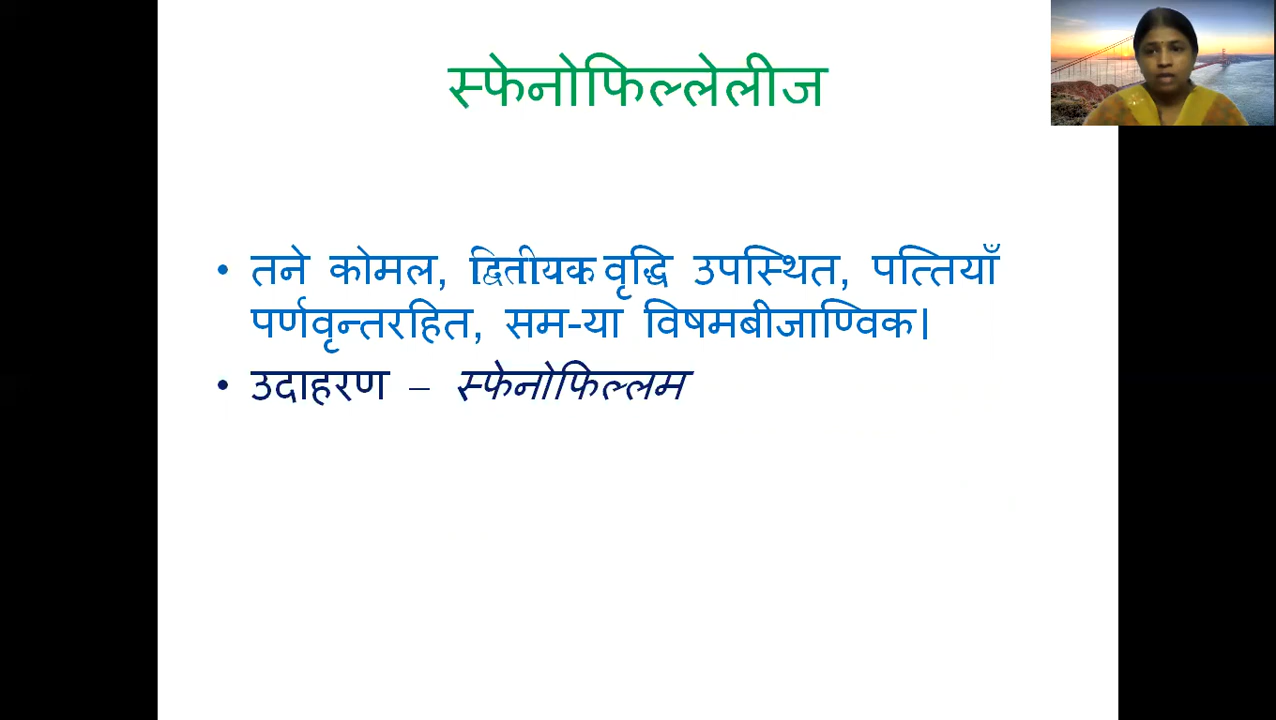 स्फेनोफिल्लेलीज
• तने कोमल, द्वितीयक वृद्धि उपस्थित, पत्तियाँ
पर्णवृन्तरहित, सम-या विषमबीजाण्विक।
• उदाहरण – स्फेनोफिल्लम